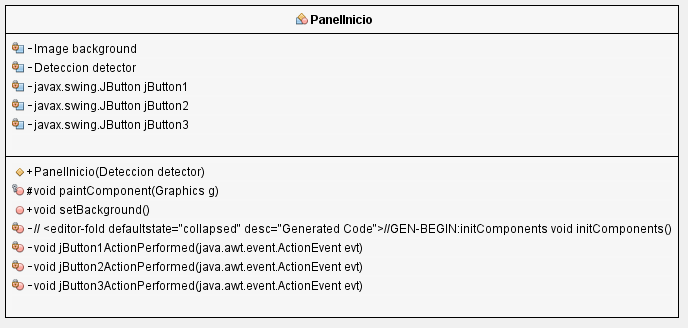 PanelInicio
-Image background
-Deteccion detector
-javax.swing.JButton jButton1
-javax.swing.JButton jButton2
-javax.swing.JButton jButton3
+PanelInicio(Deteccion detector)
#void paintComponent(Graphics g)
+void setBackground()
-// <editor-fold defaultstate="collapsed" desc="Generated Code">//GEN-BEGIN:initComponents void initComponents()
-void jButton1ActionPerformed(java.awt.event.ActionEvent evt)
-void jButton2ActionPerformed(java.awt.event.ActionEvent evt)
-void jButton3ActionPerformed(java.awt.event.ActionEvent evt)